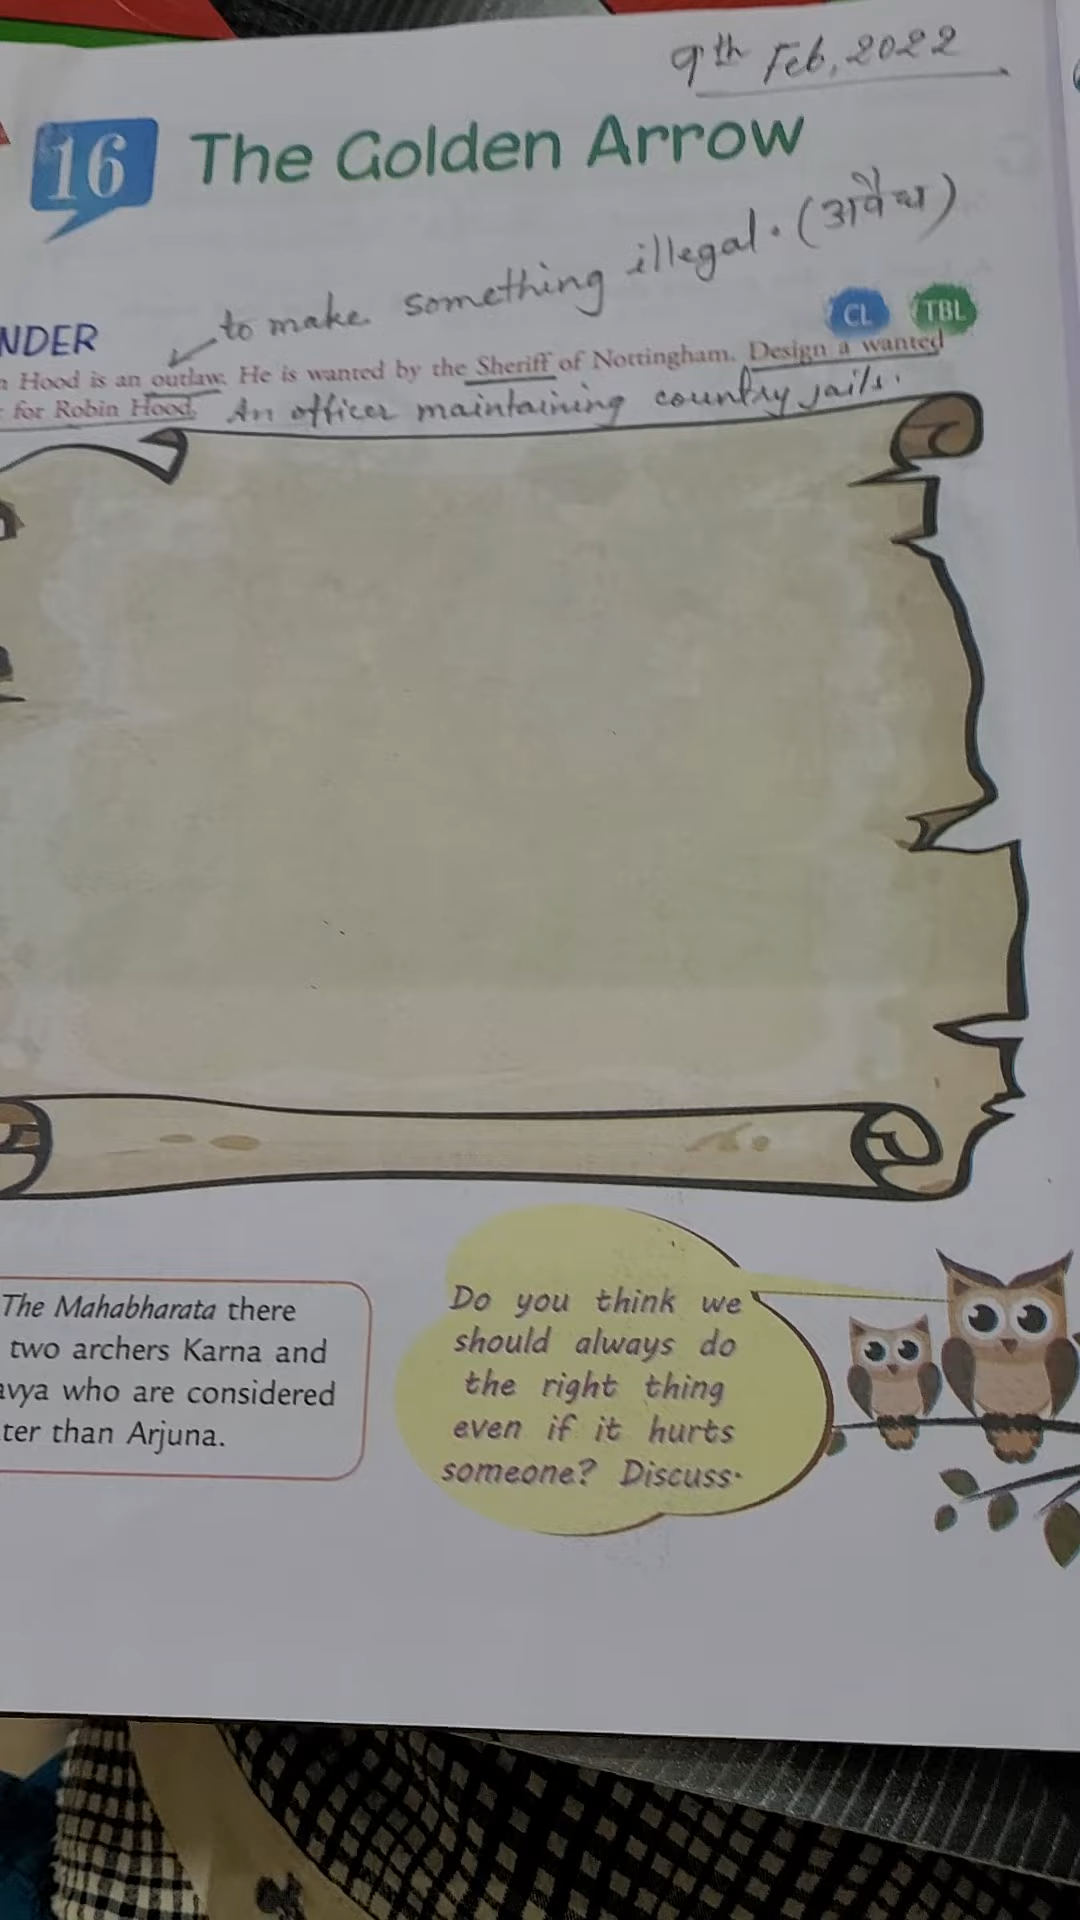 9th Feb, 2022
16 The Golden Arrow
to make something illegal. (अवैध)
NDER
CL TBL
Hood is an outlaw. He is wanted by the Sheriff of Nottingham. Design a wanted
for Robin Hood. An officer maintaining country jails.
The Mahabharata there
two archers Karna and
avya who are considered
ter than Arjuna.
Do you think we
should always do
the right thing
even if it hurts
someone? Discuss.